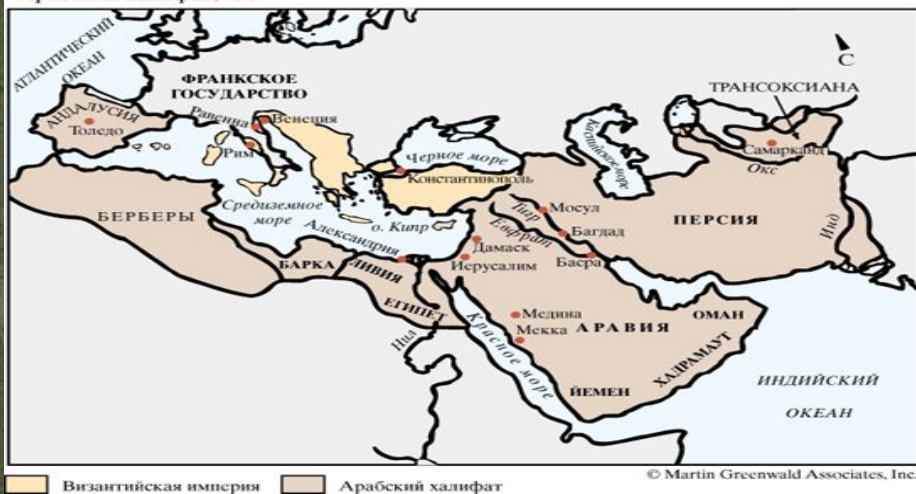 АТЛАНТИЧЕСКИЙ
ОКЕАН
ФРАНКСКОЕ
ГОСУДАРСТВО
С
ТРАНСОКСИАНА
АНДАЛУСИЯ
Толедо
Равенна
Венеция
Рим
Черное море
Каспийское море
Самарканд
Окс
Константинополь
БЕРБЕРЫ
Средиземное
море
о. Кипр
Александрия
Тигр
Мосул
Евфрат
Багдад
ПЕРСИЯ
Инд
Дамаск
Иерусалим
Басра
БАРКА
ЛИВИЯ
ЕГИПЕТ
Нил
Красное море
Медина
Мекка
АРАВИЯ
ОМАН
ХАДРАМАУТ
ЙЕМЕН
ИНДИЙСКИЙ
ОКЕАН
Византийская империя
Арабский халифат
© Martin Greenwald Associates, Inc.